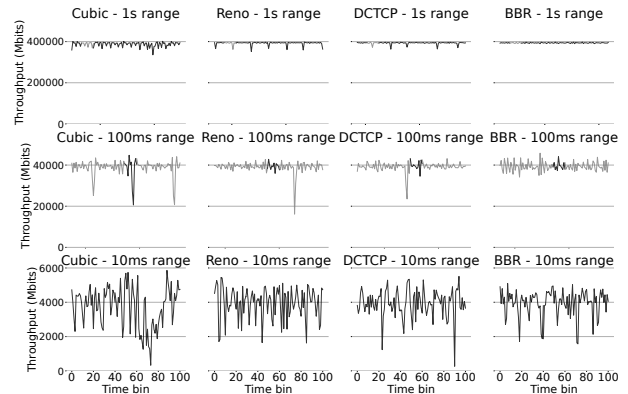 Cubic - 1s range Reno - 1s range DCTCP - 1s range BBR - 1s range
Throughput (Mbits)
400000
200000
0
Cubic - 100ms range Reno - 100ms range DCTCP - 100ms range BBR - 100ms range
Throughput (Mbits)
40000
20000
0
Cubic - 10ms range Reno - 10ms range DCTCP - 10ms range BBR - 10ms range
Throughput (Mbits)
6000
4000
2000
0
0 20 40 60 80 100 0 20 40 60 80 100 0 20 40 60 80 100 0 20 40 60 80 100
Time bin Time bin Time bin Time bin